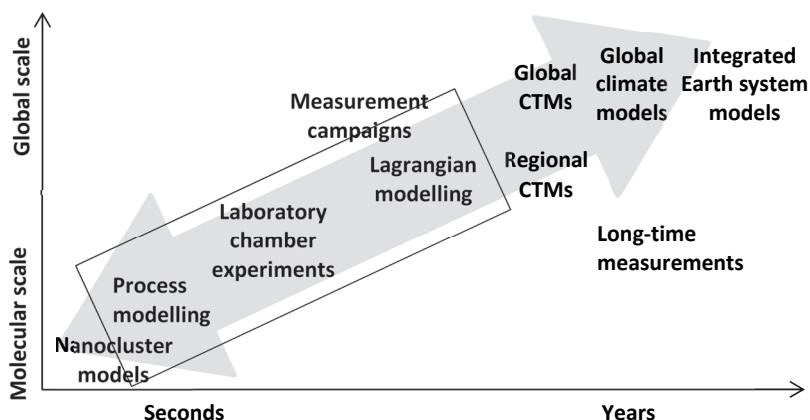 Global scale
Molecular scale
Measurement
campaigns
Global
CTMs
Global
climate
models
Integrated
Earth system
models
Lagrangian
modelling
Regional
CTMs
Laboratory
chamber
experiments
Long-time
measurements
Process
modelling
Nanocluster
models
Seconds
Years